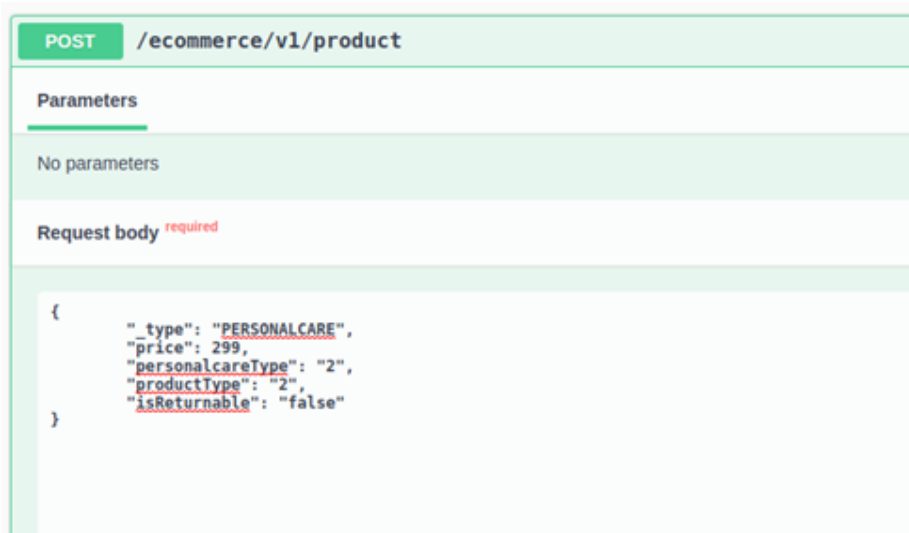 POST /ecommerce/v1/product
Parameters
No parameters
Request body required
{
"_type": "PERSONALCARE",
"price": 299,
"personalcareType": "2",
"productType": "2",
"isReturnable": "false"
}